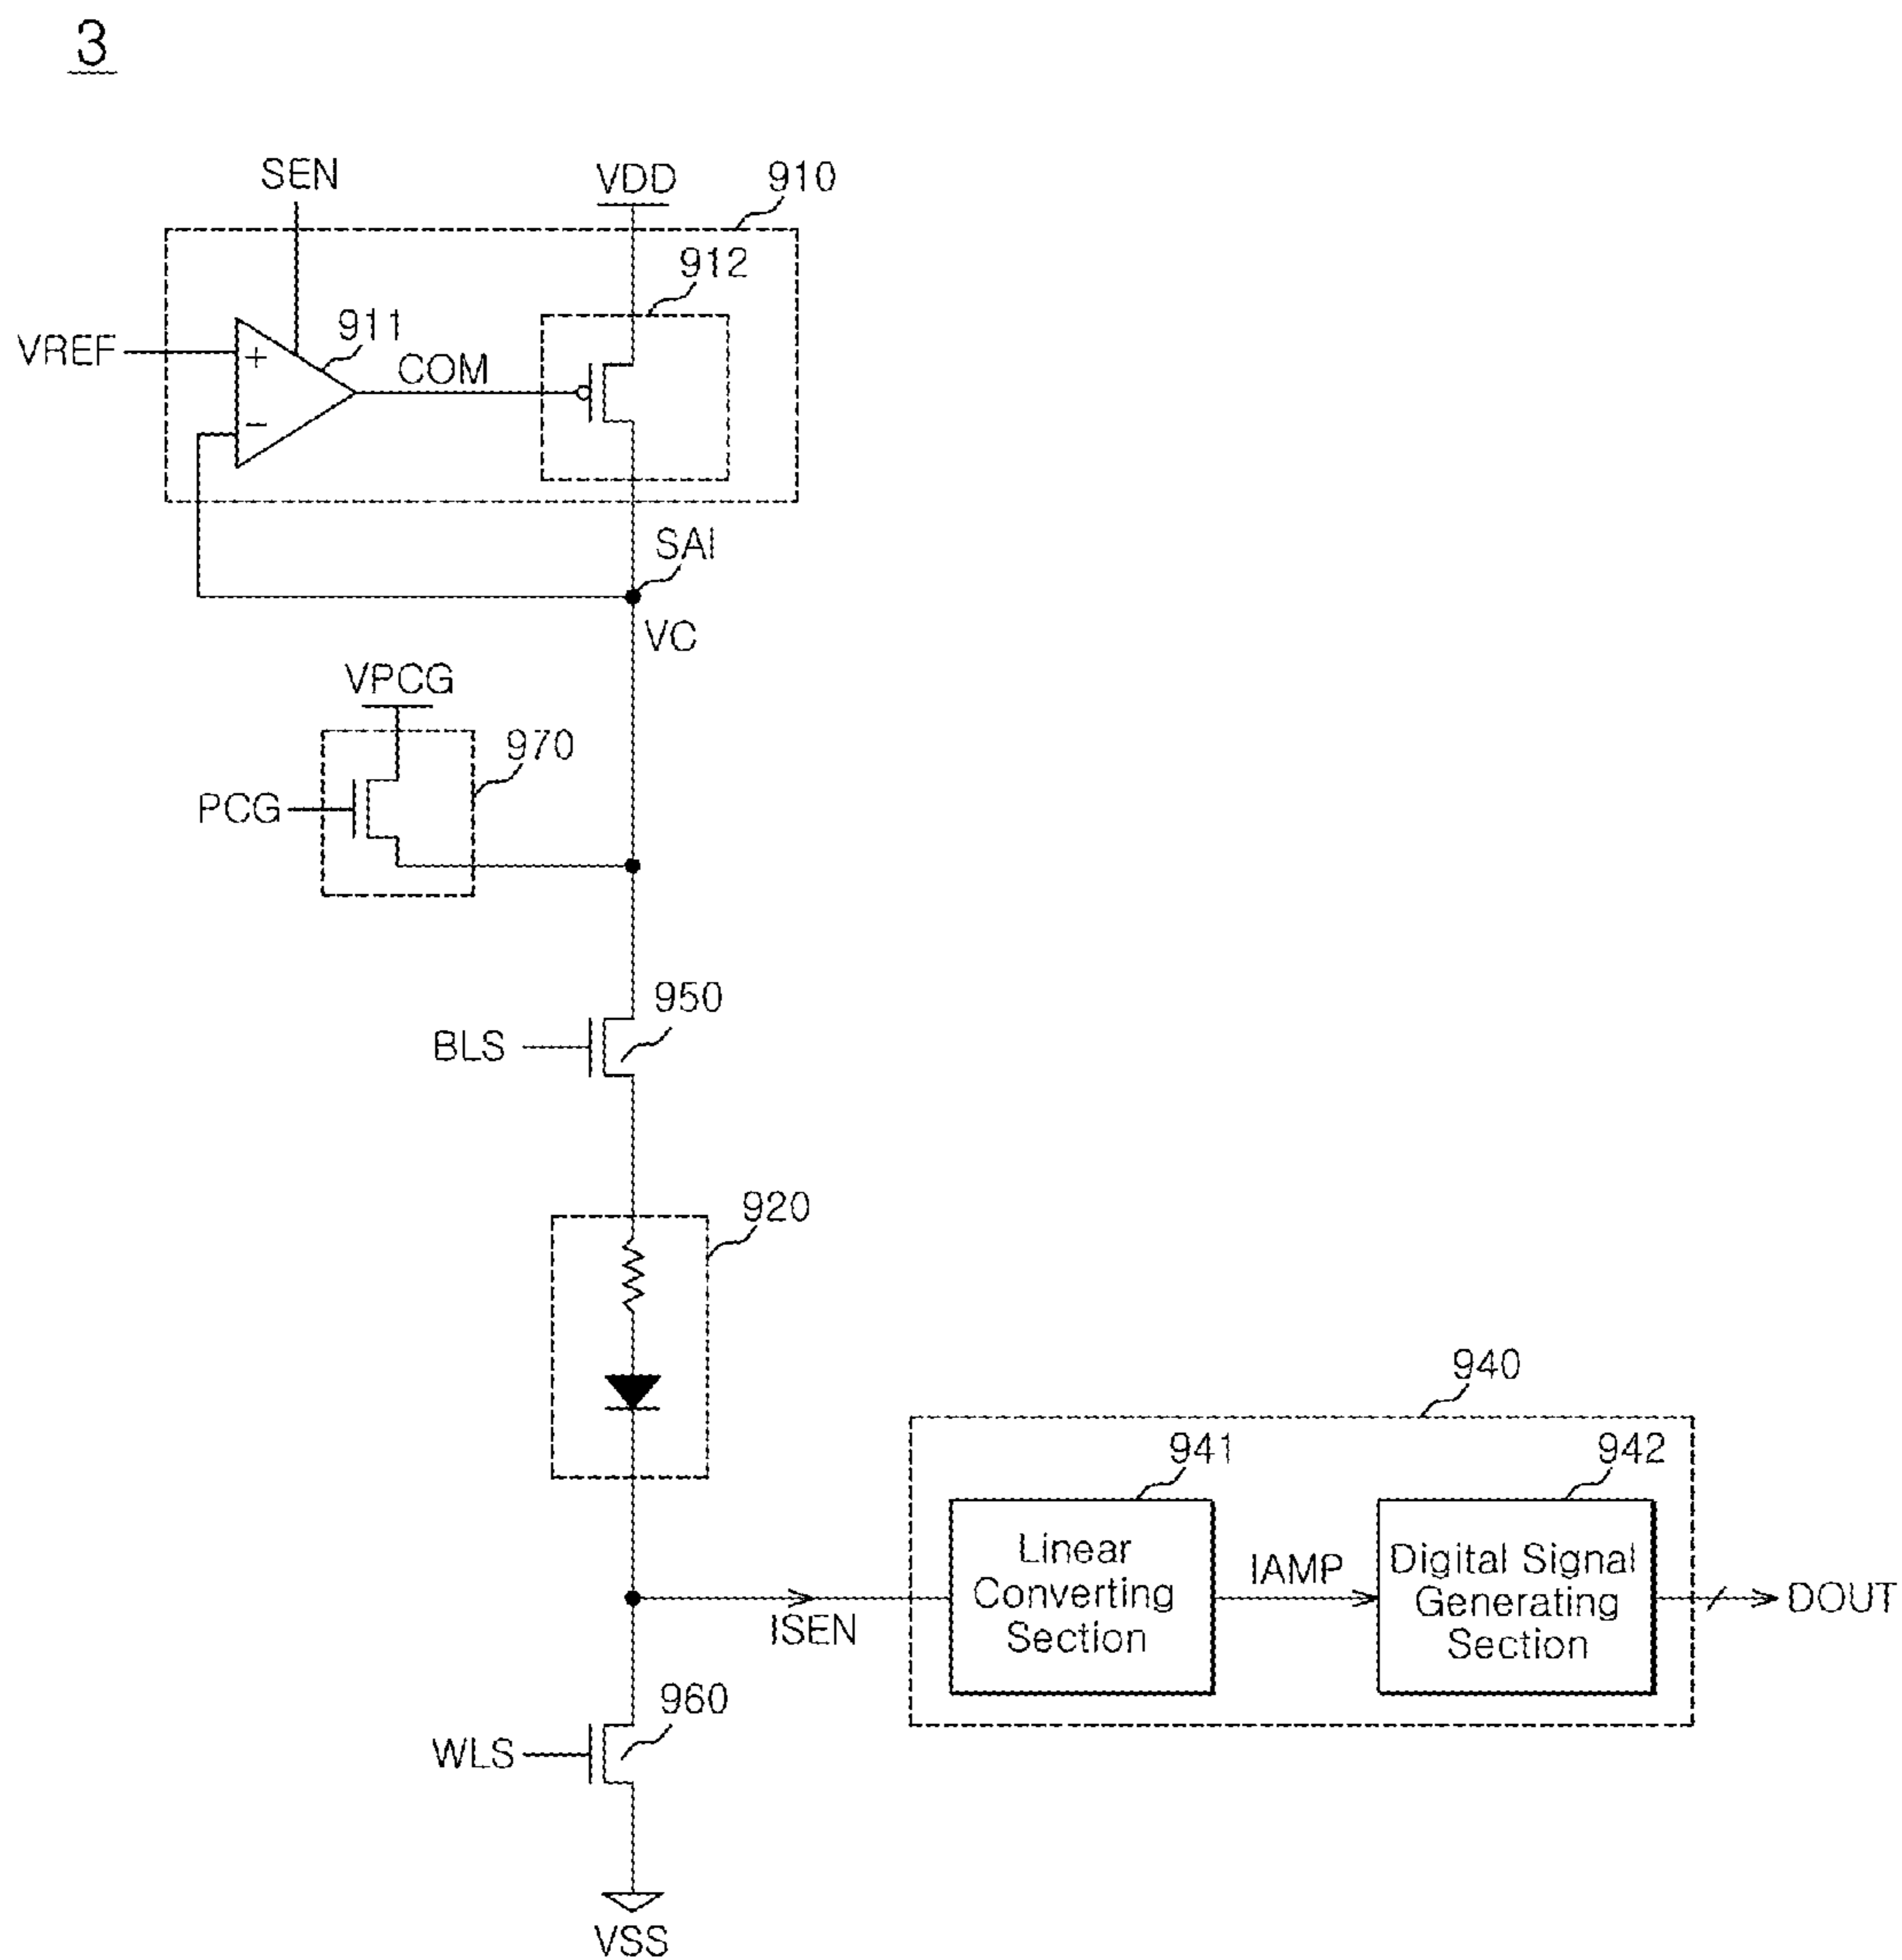 3
SEN
VDD
910
912
VREF
+
911
COM
−
SAI
VC
VPCG
970
PCG
950
BLS
920
940
941
942
Linear
Converting
Section
IAMP
Digital Signal
Generating
Section
DOUT
ISEN
960
WLS
VSS